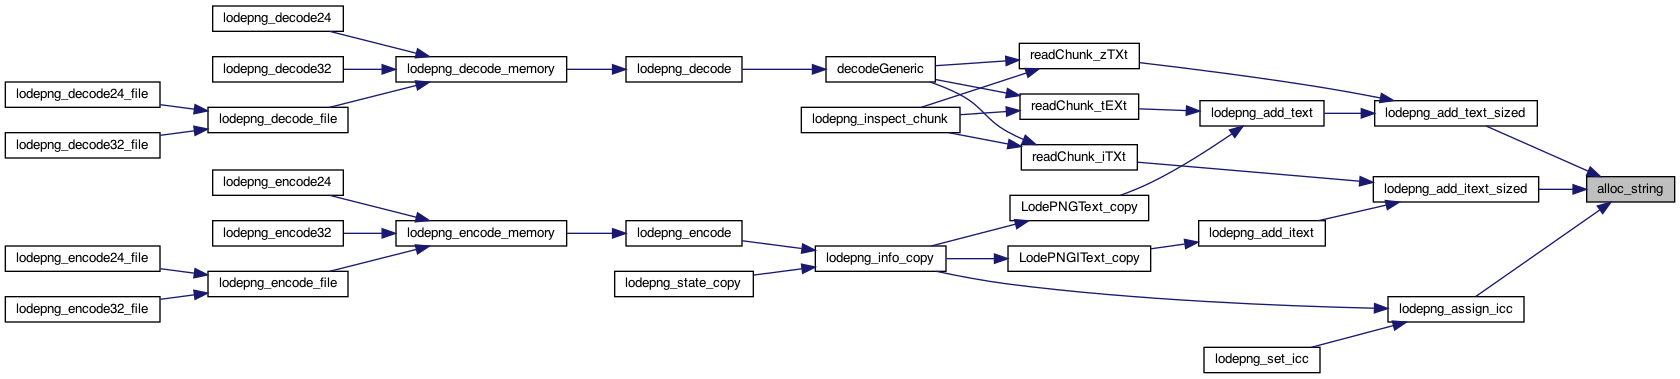 lodepng_decode24
lodepng_decode32
lodepng_decode24_file
lodepng_decode32_file
lodepng_decode_memory
lodepng_decode_file
lodepng_decode
decodeGeneric
lodepng_inspect_chunk
readChunk_zTXt
readChunk_tEXt
readChunk_iTXt
lodepng_add_text
lodepng_add_text_sized
alloc_string
lodepng_add_itext_sized
LodePNGText_copy
lodepng_add_itext
LodePNGIText_copy
lodepng_encode24
lodepng_encode32
lodepng_encode24_file
lodepng_encode32_file
lodepng_encode_memory
lodepng_encode_file
lodepng_encode
lodepng_state_copy
lodepng_info_copy
lodepng_assign_icc
lodepng_set_icc